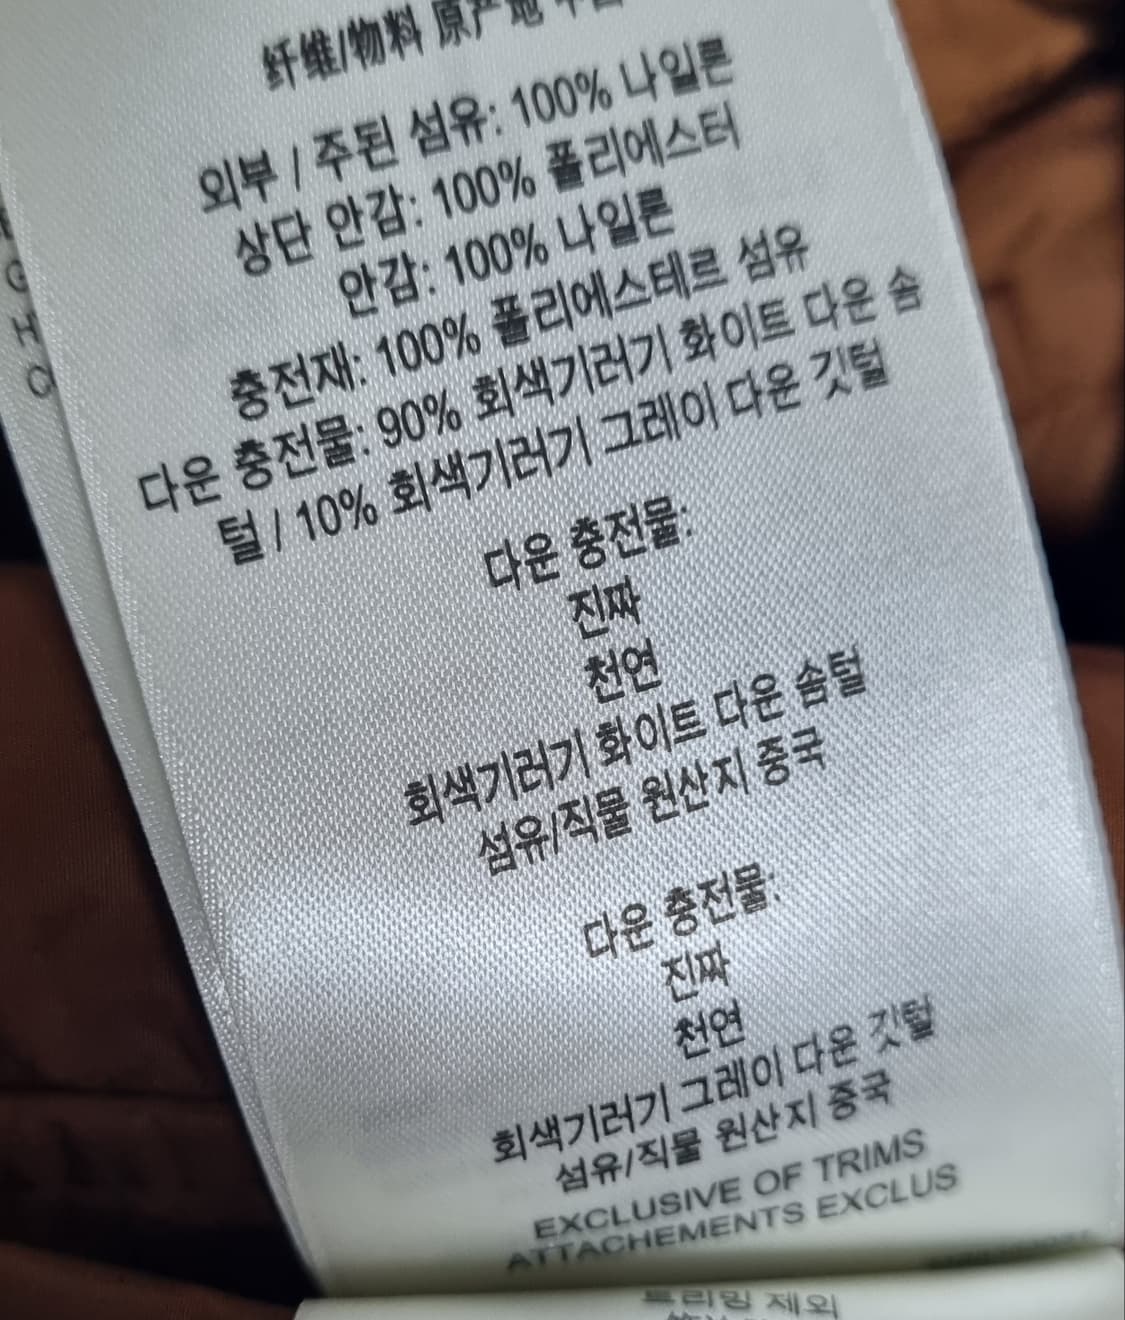 纤维/物料 原产地 中国
외부 / 주된 섬유: 100% 나일론
상단 안감: 100% 폴리에스터
안감: 100% 나일론
충전재: 100% 폴리에스테르 섬유
다운 충전물: 90% 회색기러기 화이트 다운 솜
털 / 10% 회색기러기 그레이 다운 깃털
다운 충전물:
진짜
천연
회색기러기 화이트 다운 솜털
섬유/직물 원산지 중국
다운 충전물:
진짜
천연
회색기러기 그레이 다운 깃털
섬유/직물 원산지 중국
EXCLUSIVE OF TRIMS
ATTACHEMENTS EXCLUS
트리밍 제외
G
H